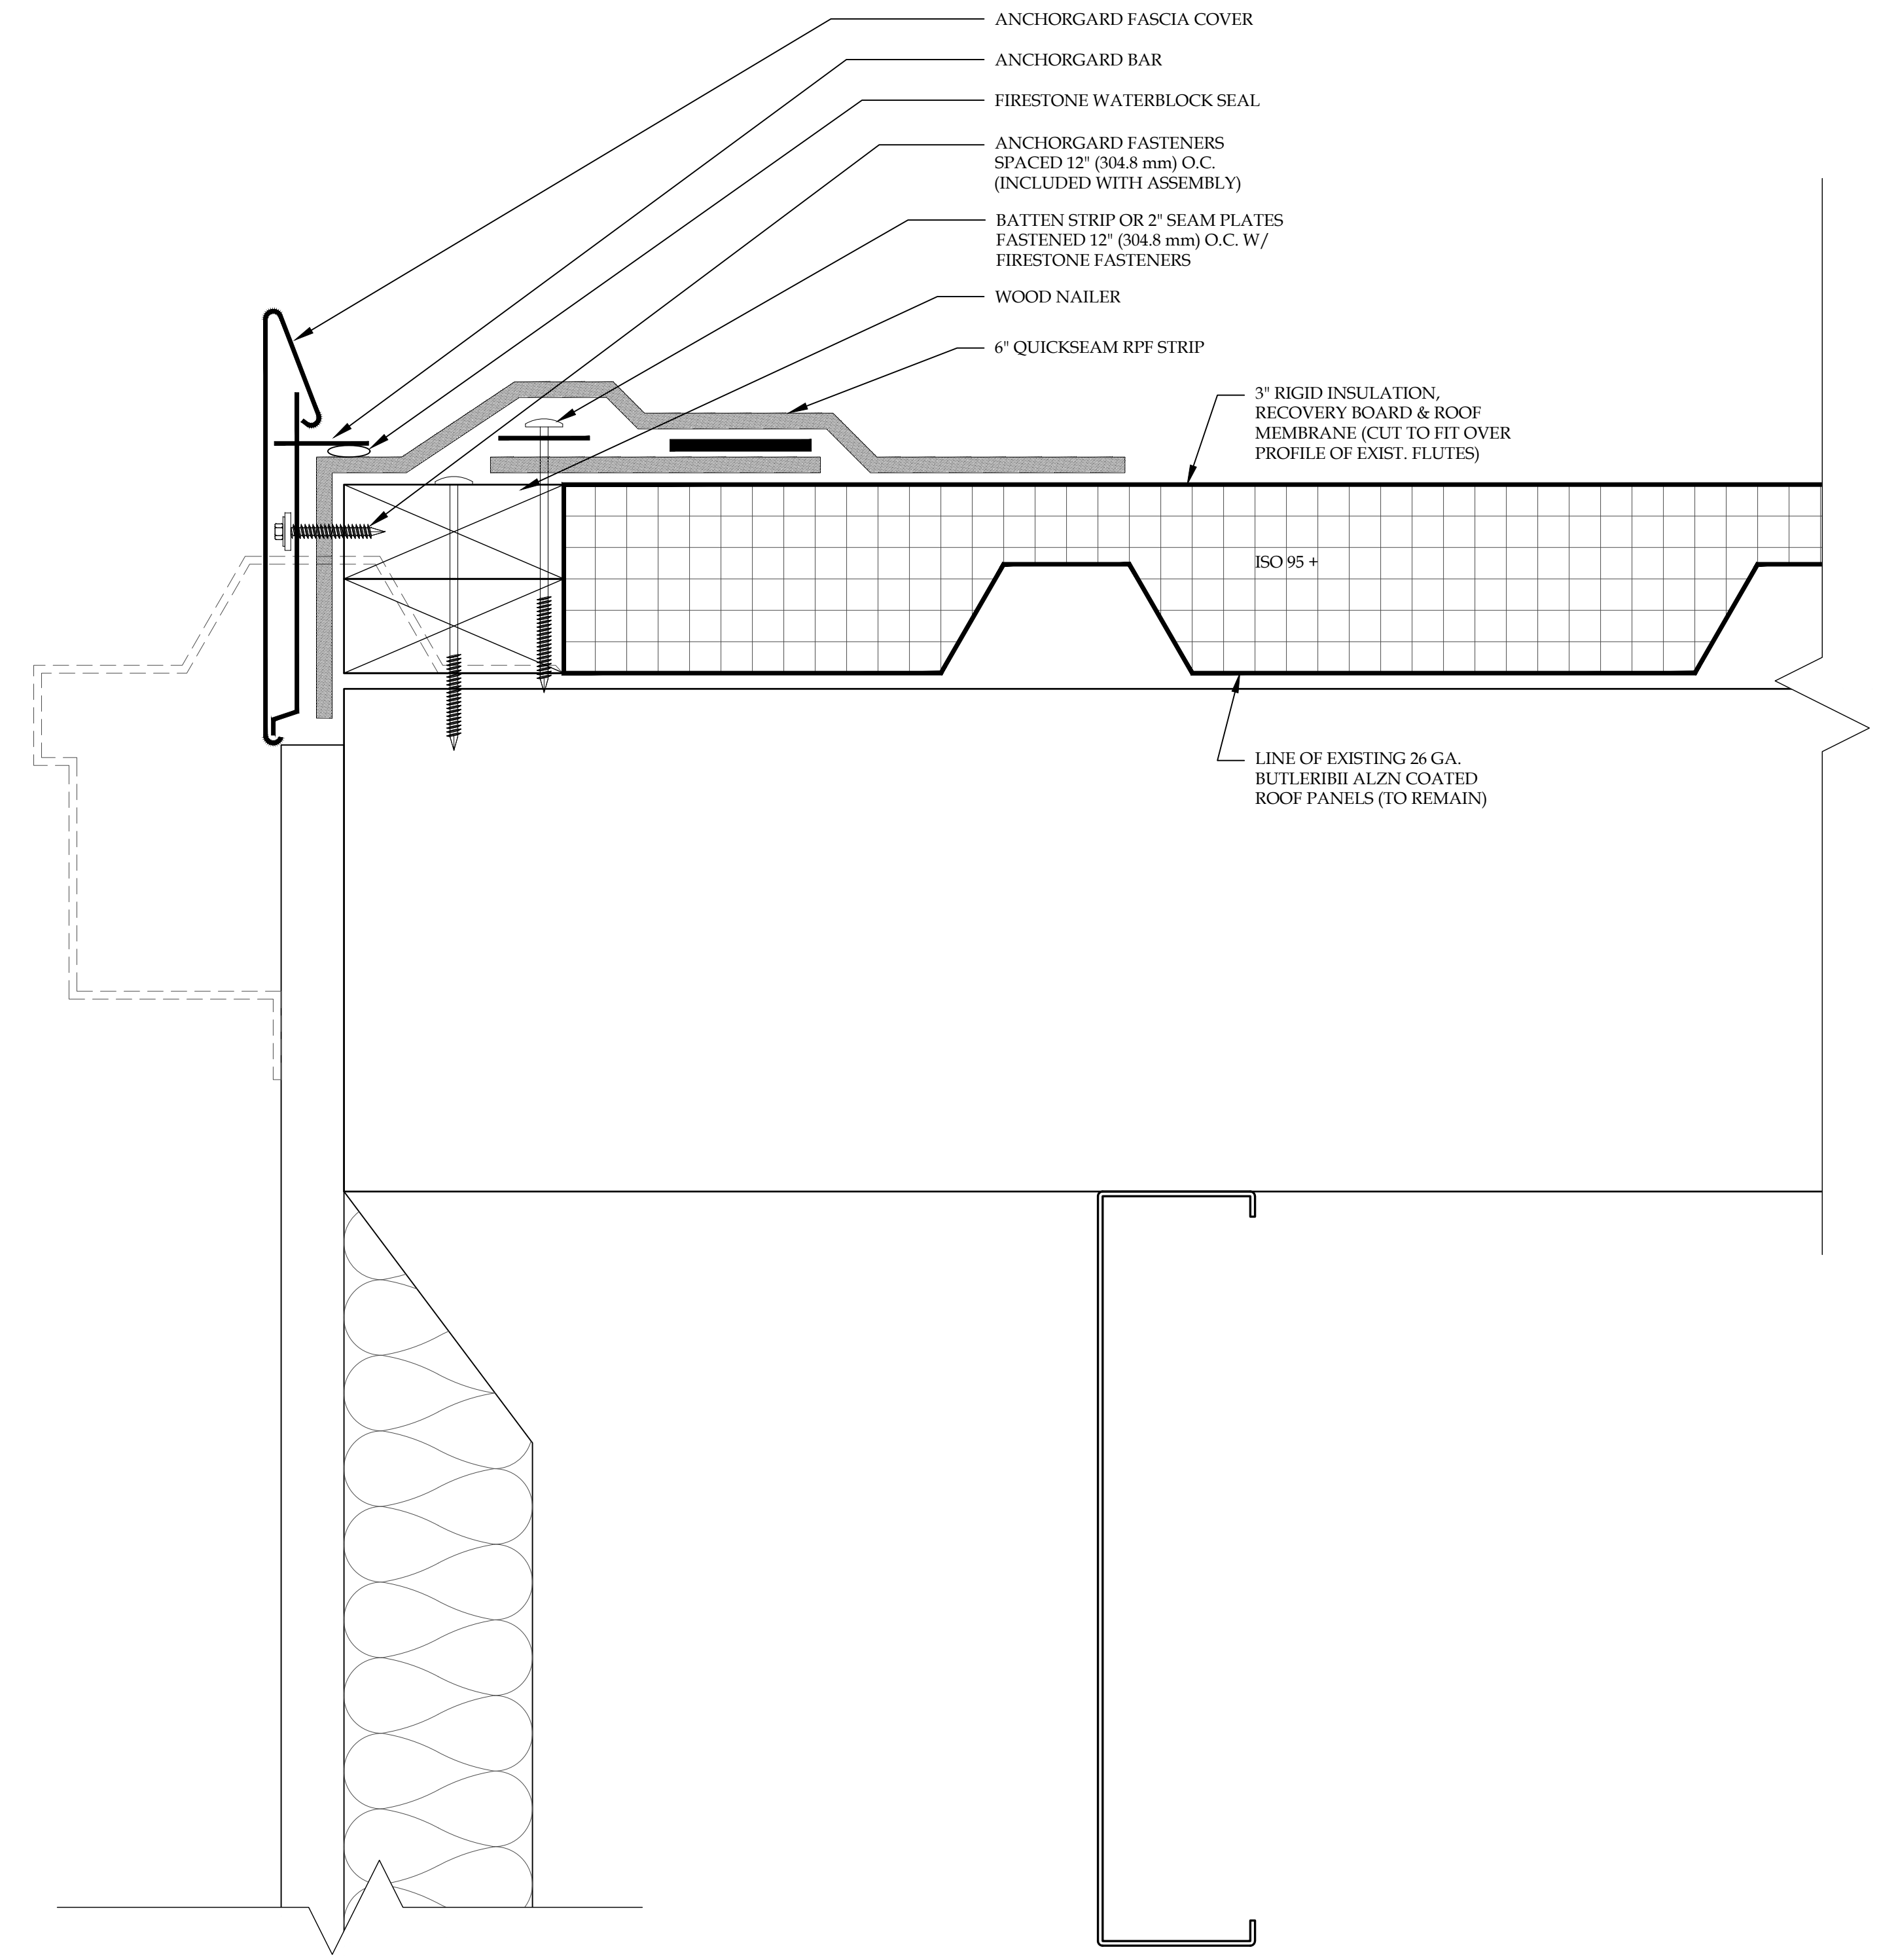 ANCHORGARD FASCIA COVER
ANCHORGARD BAR
FIRESTONE WATERBLOCK SEAL
ANCHORGARD FASTENERS
SPACED 12" (304.8 mm) O.C.
(INCLUDED WITH ASSEMBLY)
BATTEN STRIP OR 2" SEAM PLATES
FASTENED 12" (304.8 mm) O.C. W/
FIRESTONE FASTENERS
WOOD NAILER
6" QUICKSEAM RPF STRIP
3" RIGID INSULATION,
RECOVERY BOARD & ROOF
MEMBRANE (CUT TO FIT OVER
PROFILE OF EXIST. FLUTES)
ISO 95 +
LINE OF EXISTING 26 GA.
BUTLERIBII ALZN COATED
ROOF PANELS (TO REMAIN)